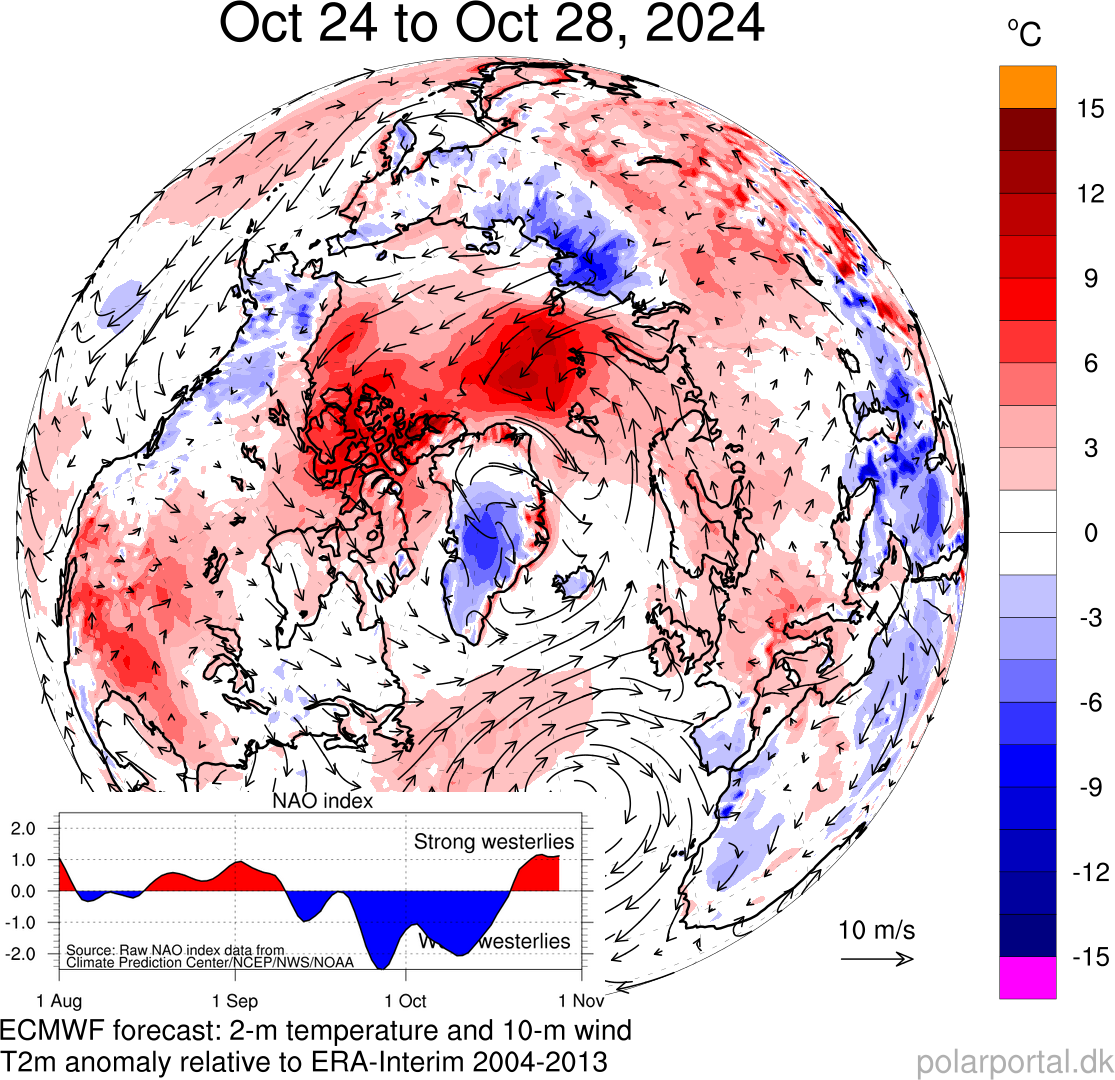 Oct 24 to Oct 28, 2024
°C
15
12
9
6
3
0
-3
-6
-9
-12
-15
10 m/s
NAO index
2.0
1.0
0.0
-1.0
-2.0
Strong westerlies
westerlies
Source: Raw NAO index data from
Climate Prediction Center/NCEP/NWS/NOAA
1 Aug
1 Sep
1 Oct
1 Nov
ECMWF forecast: 2-m temperature and 10-m wind
T2m anomaly relative to ERA-Interim 2004-2013
polarportal.dk